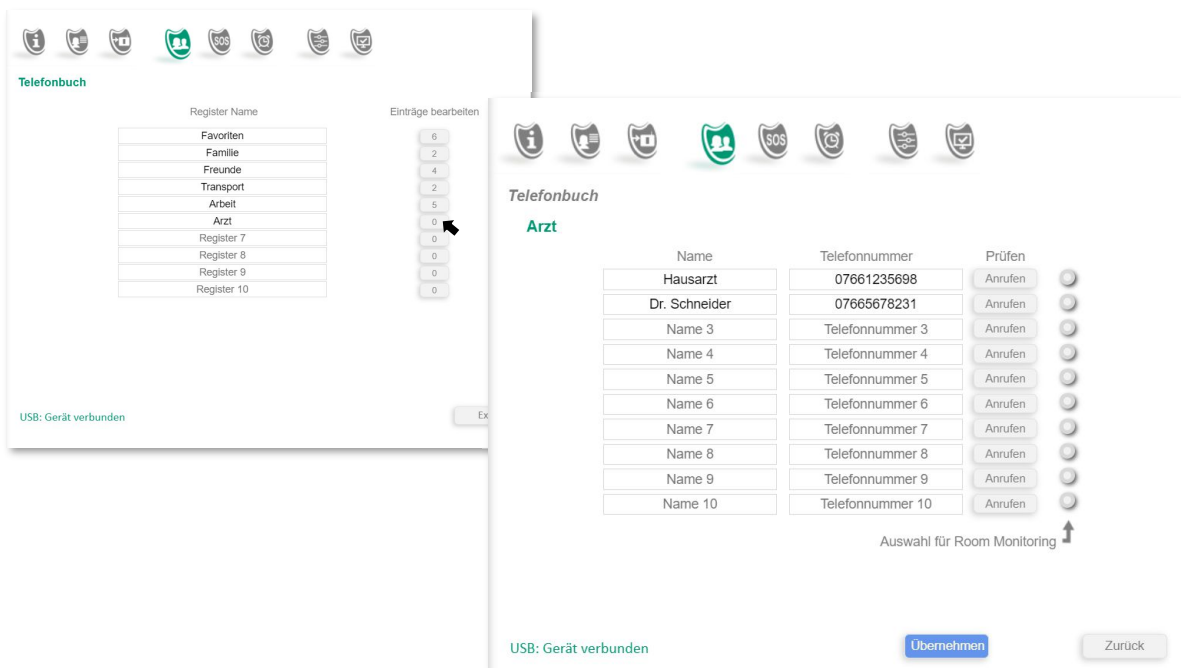 SOS
Telefonbuch
Register Name Einträge bearbeiten
Favoriten 6
Familie 2
Freunde 4
Transport 2
Arbeit 5
Arzt 0
Register 7 0
Register 8 0
Register 9 0
Register 10 0
USB: Gerät verbunden Ex
SOS
Telefonbuch
Arzt
Name Telefonnummer Prüfen
Hausarzt 07661235698 Anrufen
Dr. Schneider 07665678231 Anrufen
Name 3 Telefonnummer 3 Anrufen
Name 4 Telefonnummer 4 Anrufen
Name 5 Telefonnummer 5 Anrufen
Name 6 Telefonnummer 6 Anrufen
Name 7 Telefonnummer 7 Anrufen
Name 8 Telefonnummer 8 Anrufen
Name 9 Telefonnummer 9 Anrufen
Name 10 Telefonnummer 10 Anrufen
Auswahl für Room Monitoring
USB: Gerät verbunden Übernehmen Zurück